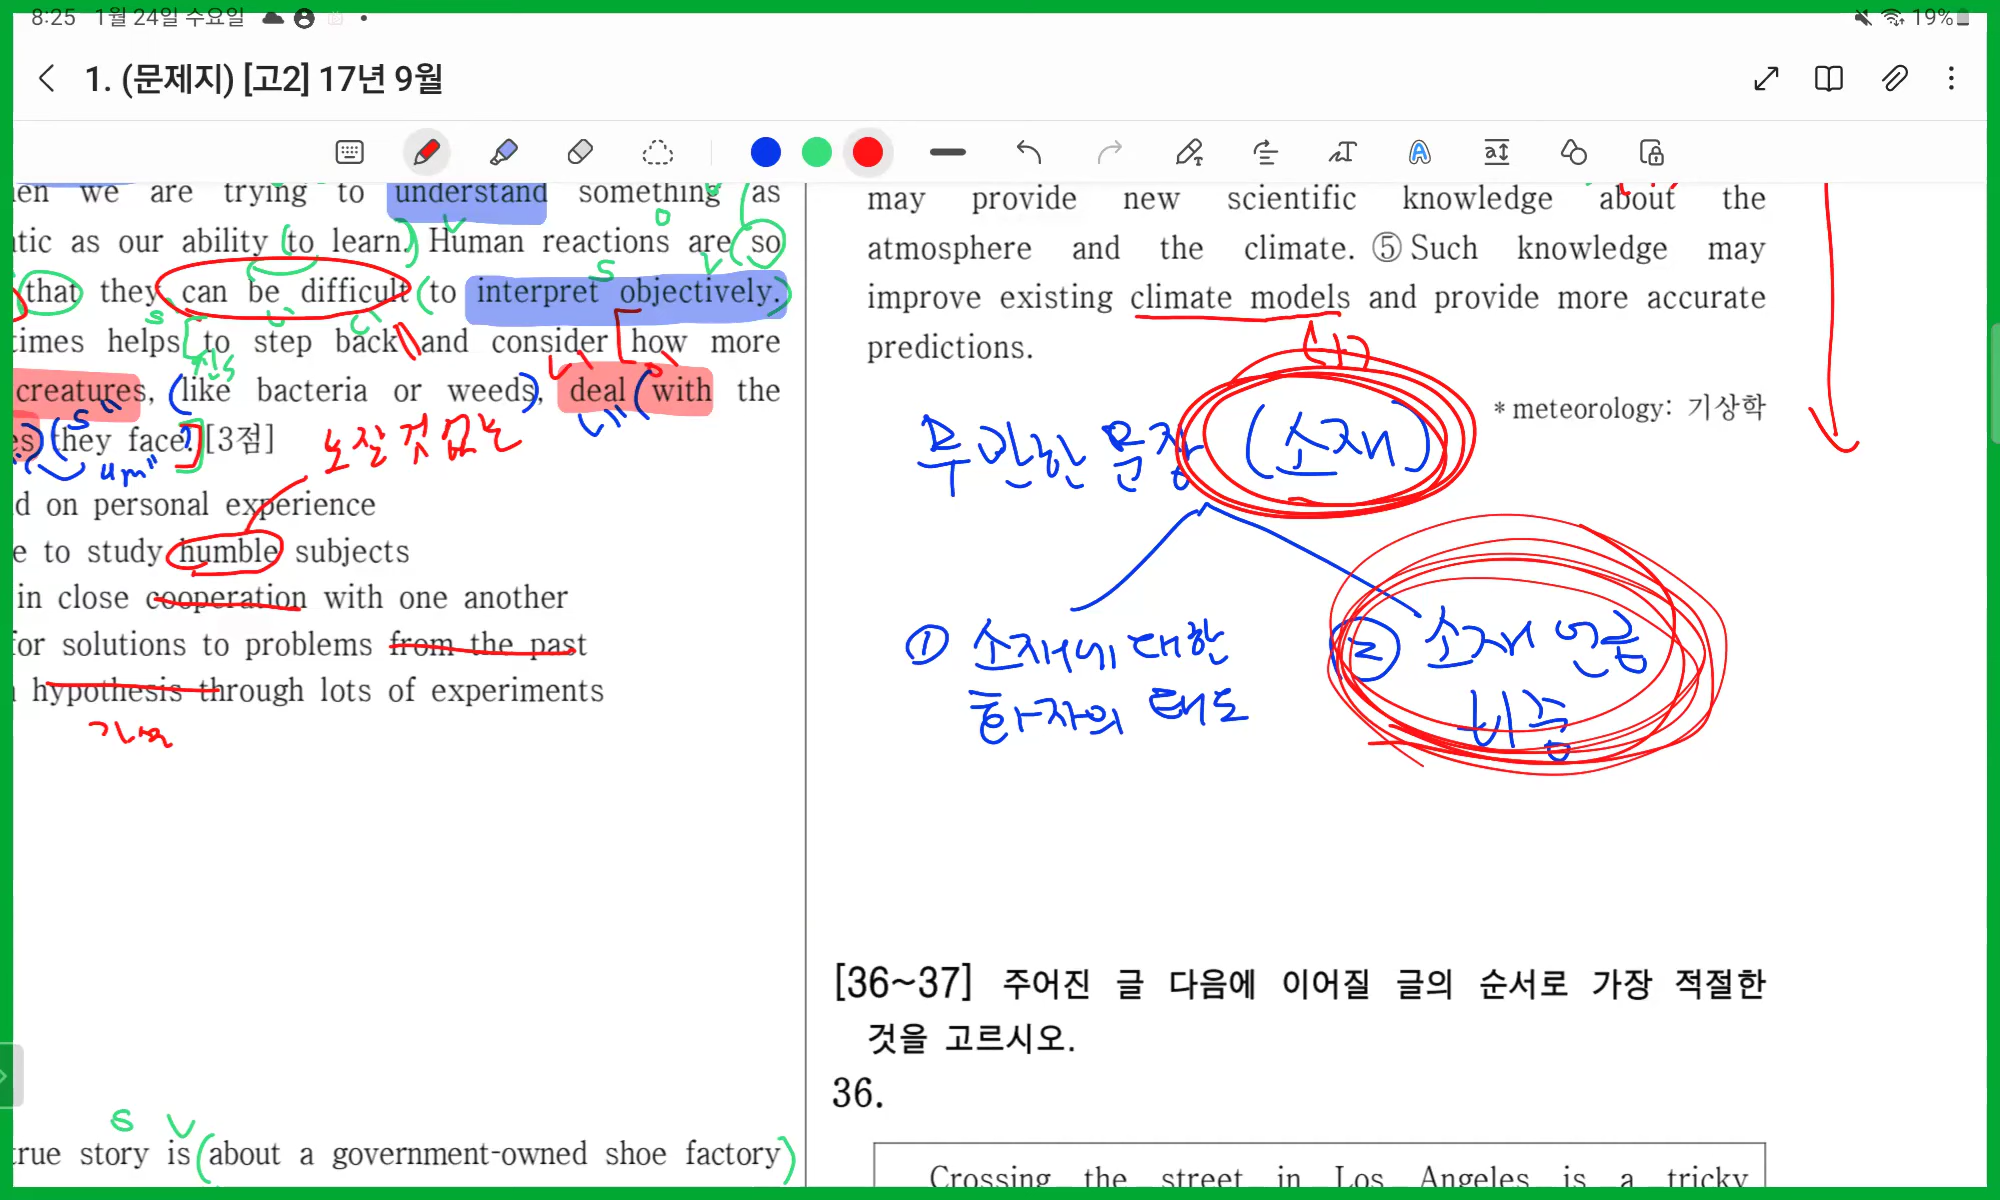 8:25 1월 24일 수요일
19%
1. (문제지) [고2] 17년 9월
en we are trying to understand something as
tic as our ability to learn. Human reactions are so
that they can be difficult to interpret objectively.
times helps to step back and consider how more
creatures, like bacteria or weeds, deal with the
es they face. [3점]
노잘것없는
d on personal experience
e to study humble subjects
in close cooperation with one another
for solutions to problems from the past
hypothesis through lots of experiments
가설
S V
true story is about a government-owned shoe factory
may provide new scientific knowledge about the
atmosphere and the climate. ⑤ Such knowledge may
improve existing climate models and provide more accurate
predictions.
* meteorology: 기상학
무관한 문장 (소재)
① 소재에 대한
화자의 태도
② 소재 언급
비중
[36~37] 주어진 글 다음에 이어질 글의 순서로 가장 적절한
것을 고르시오.
36.
Crossing the street in Los Angeles is a tricky